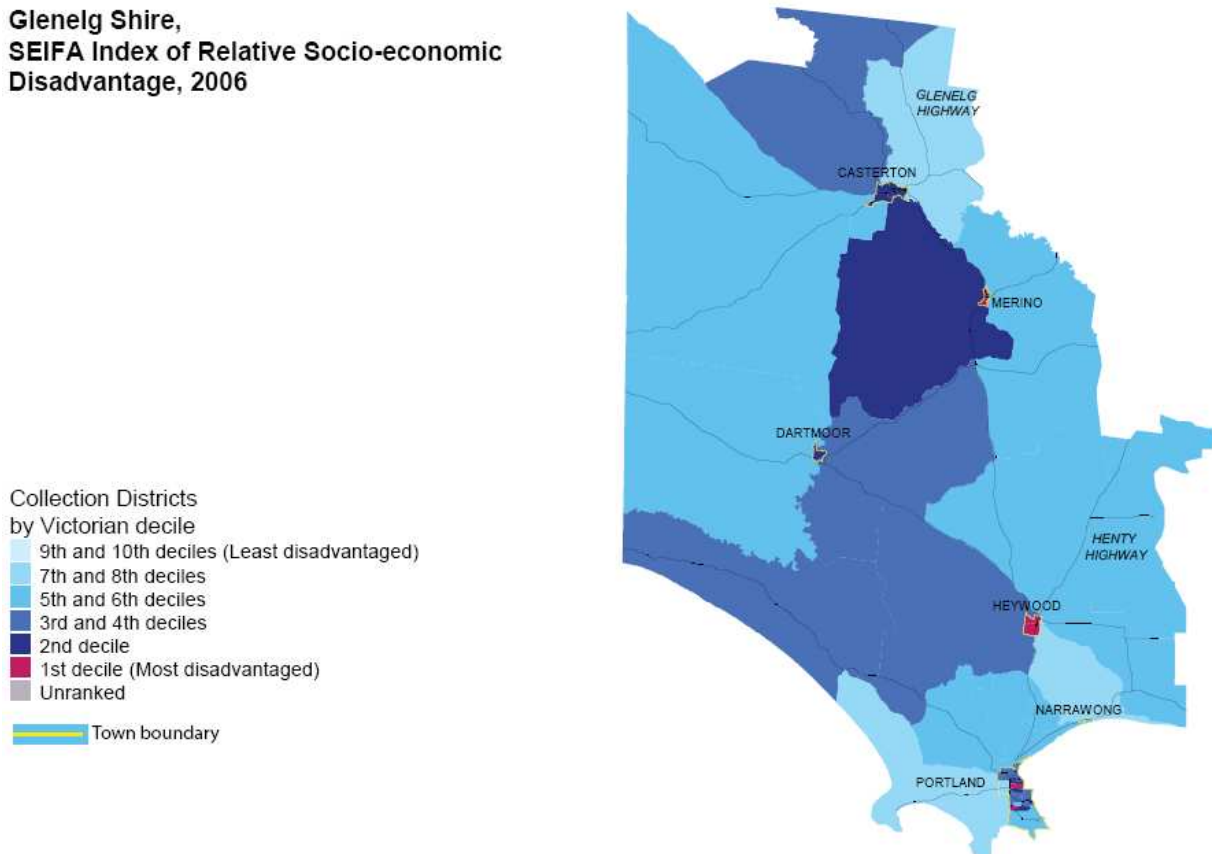 Glenelg Shire,
SEIFA Index of Relative Socio-economic
Disadvantage, 2006
GLENELG
HIGHWAY
CASTERTON
MERINO
DARTMOOR
HENTY
HIGHWAY
HEYWOOD
NARRAWONG
PORTLAND
Collection Districts
by Victorian decile
9th and 10th deciles (Least disadvantaged)
7th and 8th deciles
5th and 6th deciles
3rd and 4th deciles
2nd decile
1st decile (Most disadvantaged)
Unranked
Town boundary